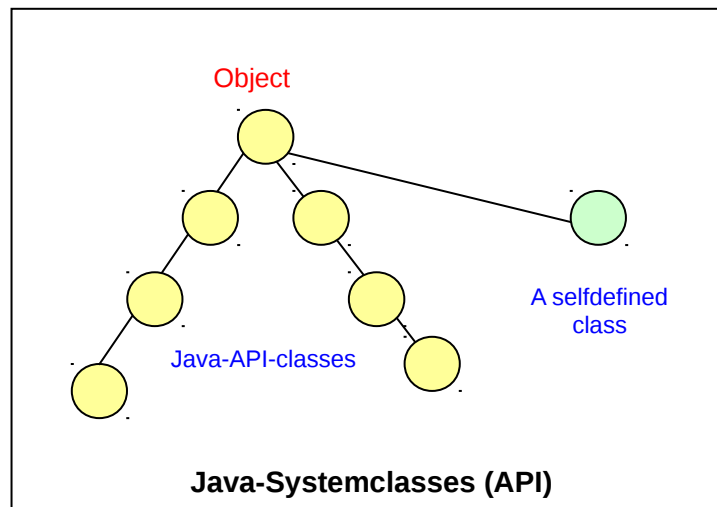 Object
A selfdefined
class
Java-API-classes
Java-Systemclasses (API)